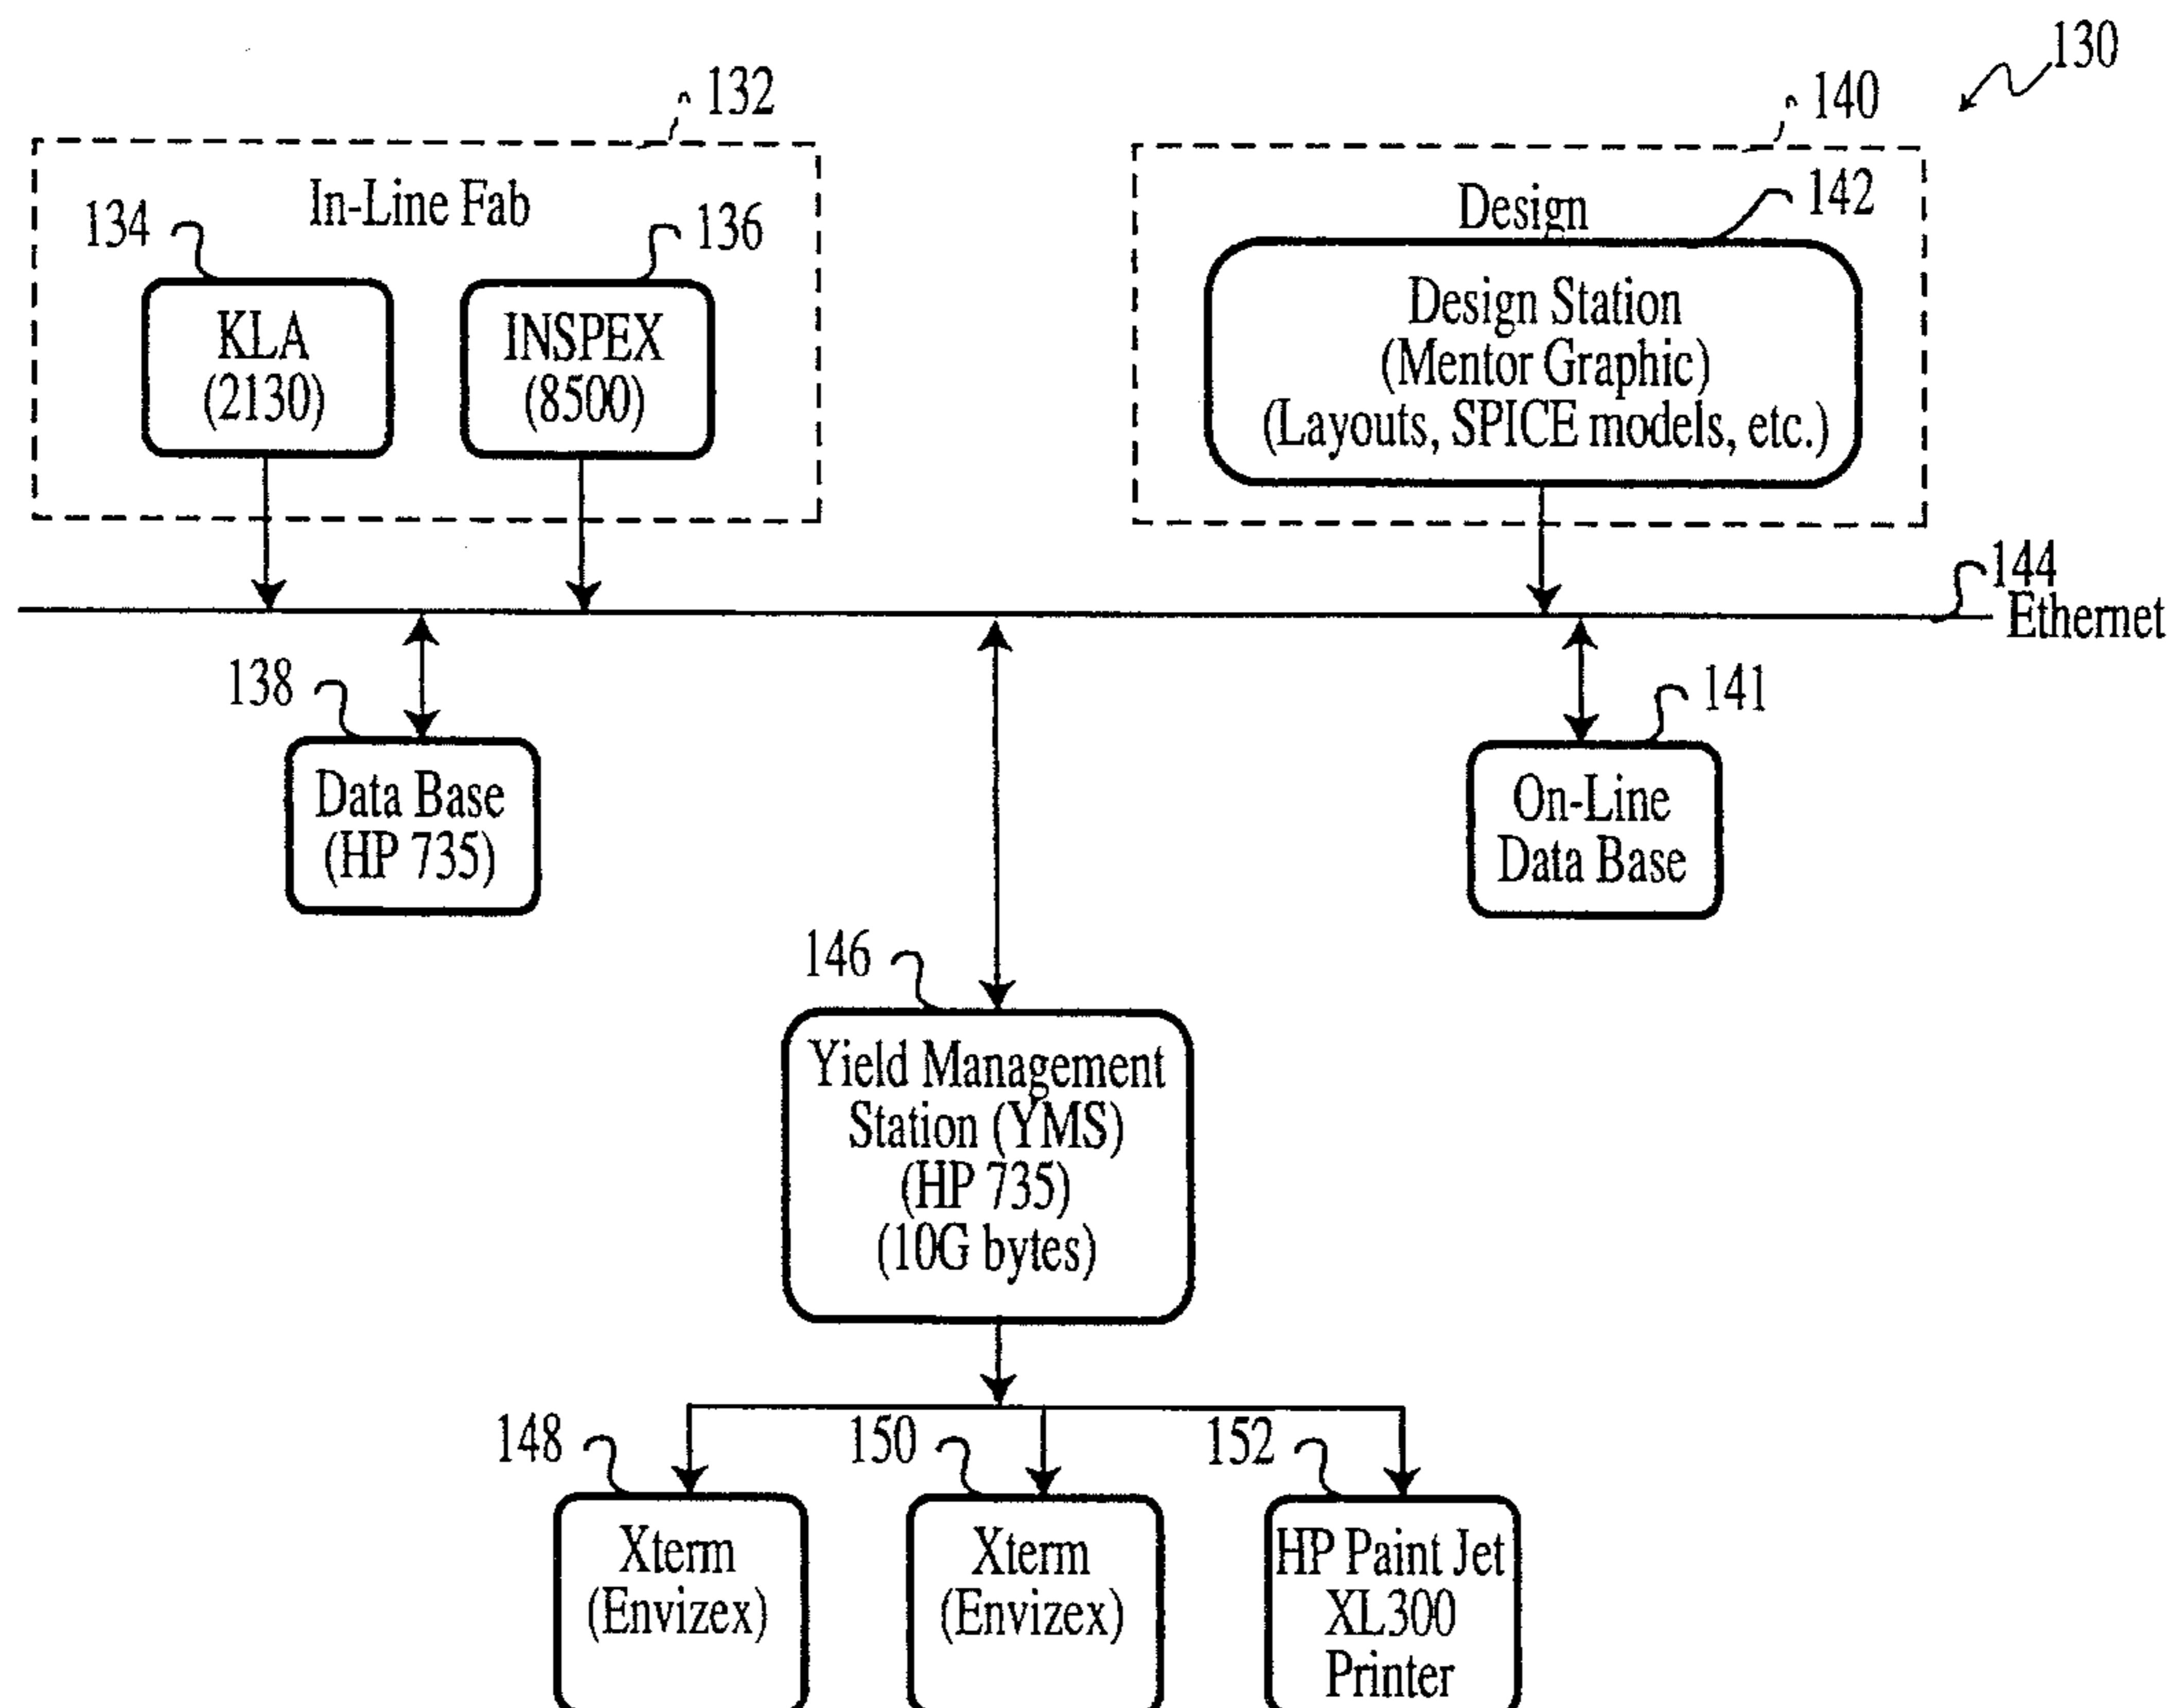 130
132
140
In-Line Fab
134
136
Design
142
KLA
(2130)
INSPEX
(8500)
Design Station
(Mentor Graphic)
(Layouts, SPICE models, etc.)
144
Ethernet
138
141
Data Base
(HP 735)
On-Line
Data Base
146
Yield Management
Station (YMS)
(HP 735)
(10G bytes)
148
150
152
Xterm
(Envizex)
Xterm
(Envizex)
HP Paint Jet
XL300
Printer